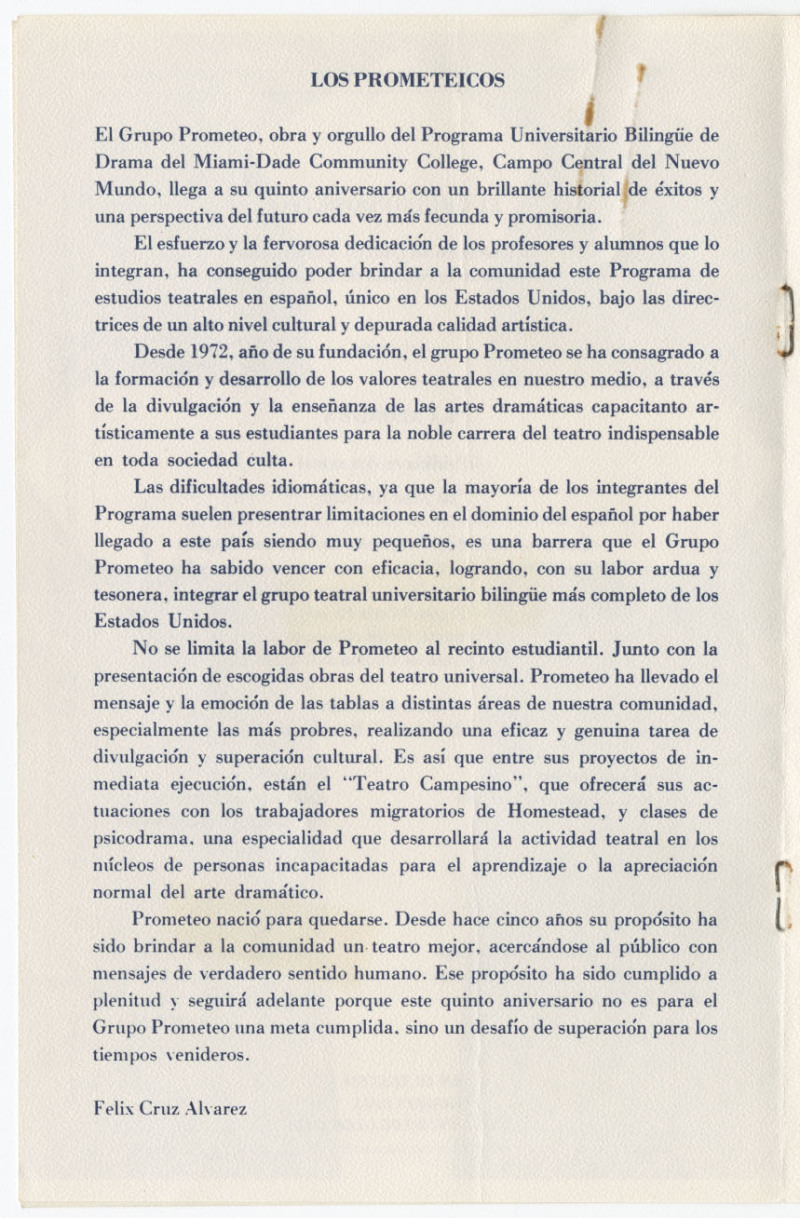 LOS PROMETEICOS
El Grupo Prometeo, obra y orgullo del Programa Universitario Bilingüe de
Drama del Miami-Dade Community College, Campo Central del Nuevo
Mundo, llega a su quinto aniversario con un brillante historial de éxitos y
una perspectiva del futuro cada vez más fecunda y promisoria.
El esfuerzo y la fervorosa dedicación de los profesores y alumnos que lo
integran, ha conseguido poder brindar a la comunidad este Programa de
estudios teatrales en español, único en los Estados Unidos, bajo las direc-
trices de un alto nivel cultural y depurada calidad artística.
Desde 1972, año de su fundación, el grupo Prometeo se ha consagrado a
la formación y desarrollo de los valores teatrales en nuestro medio, a través
de la divulgación y la enseñanza de las artes dramáticas capacitanto ar-
tísticamente a sus estudiantes para la noble carrera del teatro indispensable
en toda sociedad culta.
Las dificultades idiomáticas, ya que la mayoría de los integrantes del
Programa suelen presentrar limitaciones en el dominio del español por haber
llegado a este país siendo muy pequeños, es una barrera que el Grupo
Prometeo ha sabido vencer con eficacia, logrando, con su labor ardua y
tesonera, integrar el grupo teatral universitario bilingüe más completo de los
Estados Unidos.
No se limita la labor de Prometeo al recinto estudiantil. Junto con la
presentación de escogidas obras del teatro universal. Prometeo ha llevado el
mensaje y la emoción de las tablas a distintas áreas de nuestra comunidad,
especialmente las más probres, realizando una eficaz y genuina tarea de
divulgación y superación cultural. Es así que entre sus proyectos de in-
mediata ejecución, están el “Teatro Campesino”, que ofrecerá sus ac-
tuaciones con los trabajadores migratorios de Homestead, y clases de
psicodrama, una especialidad que desarrollará la actividad teatral en los
núcleos de personas incapacitadas para el aprendizaje o la apreciación
normal del arte dramático.
Prometeo nació para quedarse. Desde hace cinco años su propósito ha
sido brindar a la comunidad un teatro mejor, acercándose al público con
mensajes de verdadero sentido humano. Ese propósito ha sido cumplido a
plenitud y seguirá adelante porque este quinto aniversario no es para el
Grupo Prometeo una meta cumplida, sino un desafío de superación para los
tiempos venideros.
Felix Cruz Alvarez